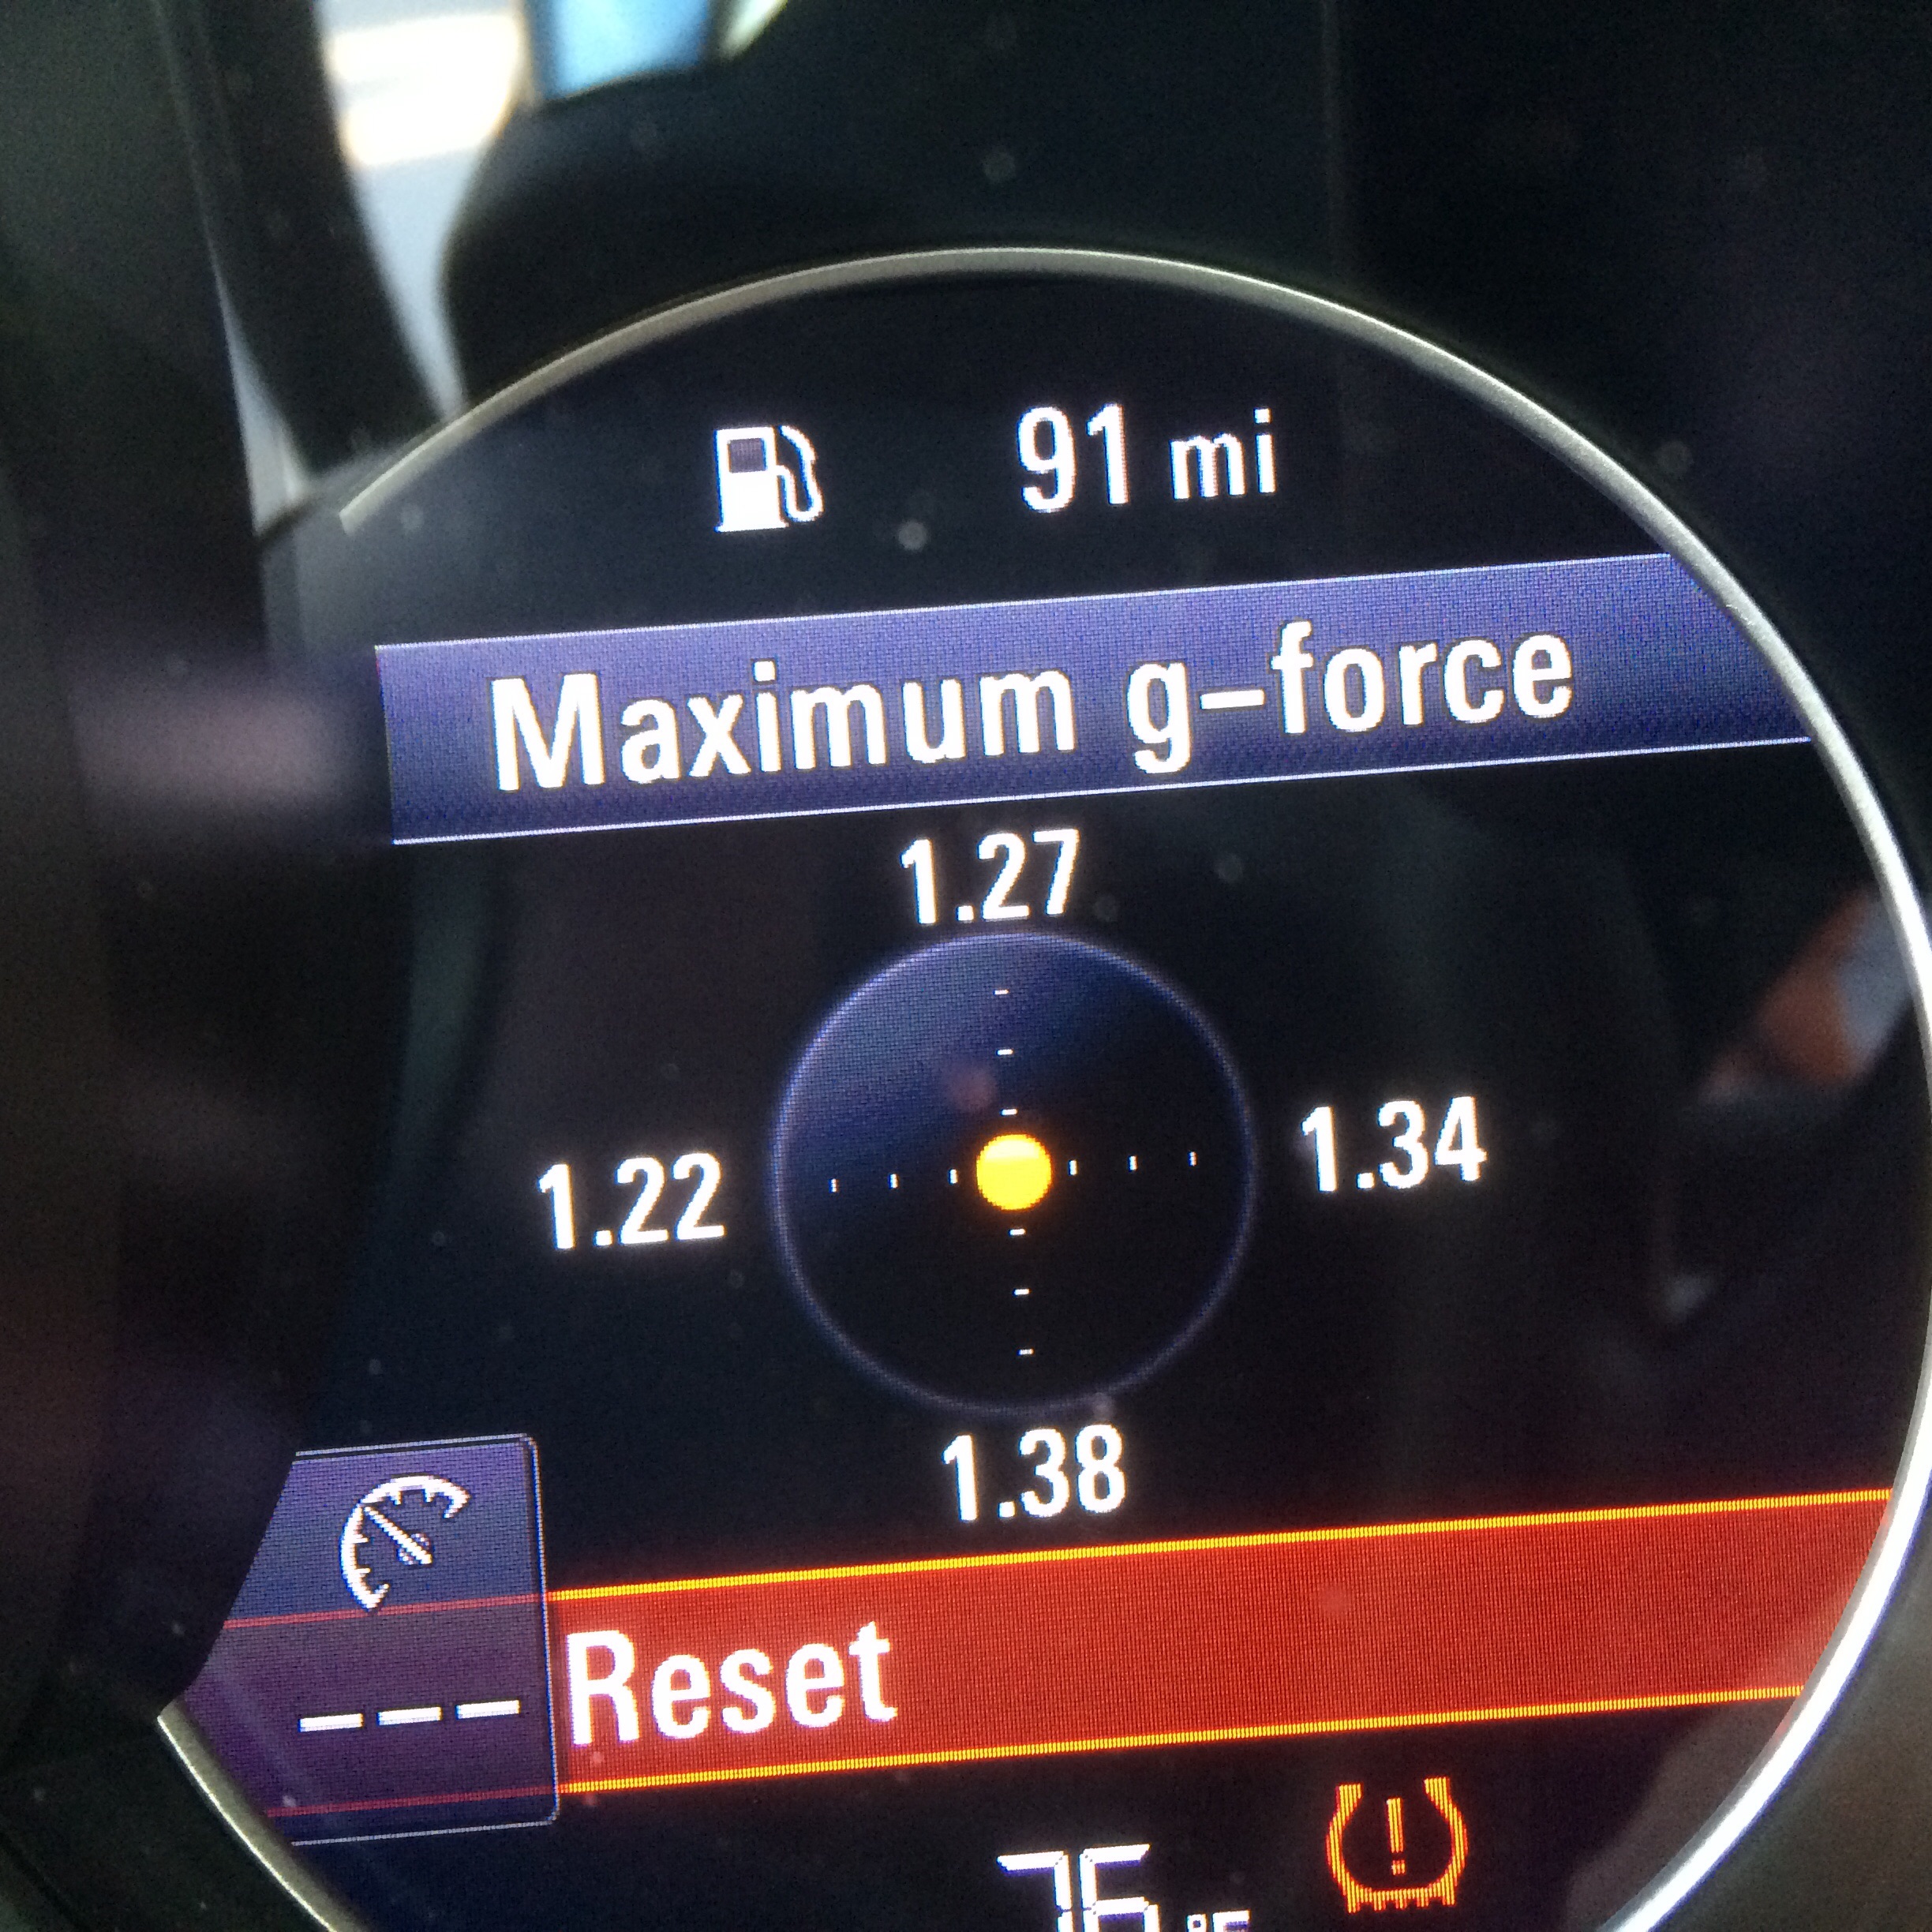 91 mi
Maximum g-force
1.27
1.22
1.34
1.38
Reset
---
°F